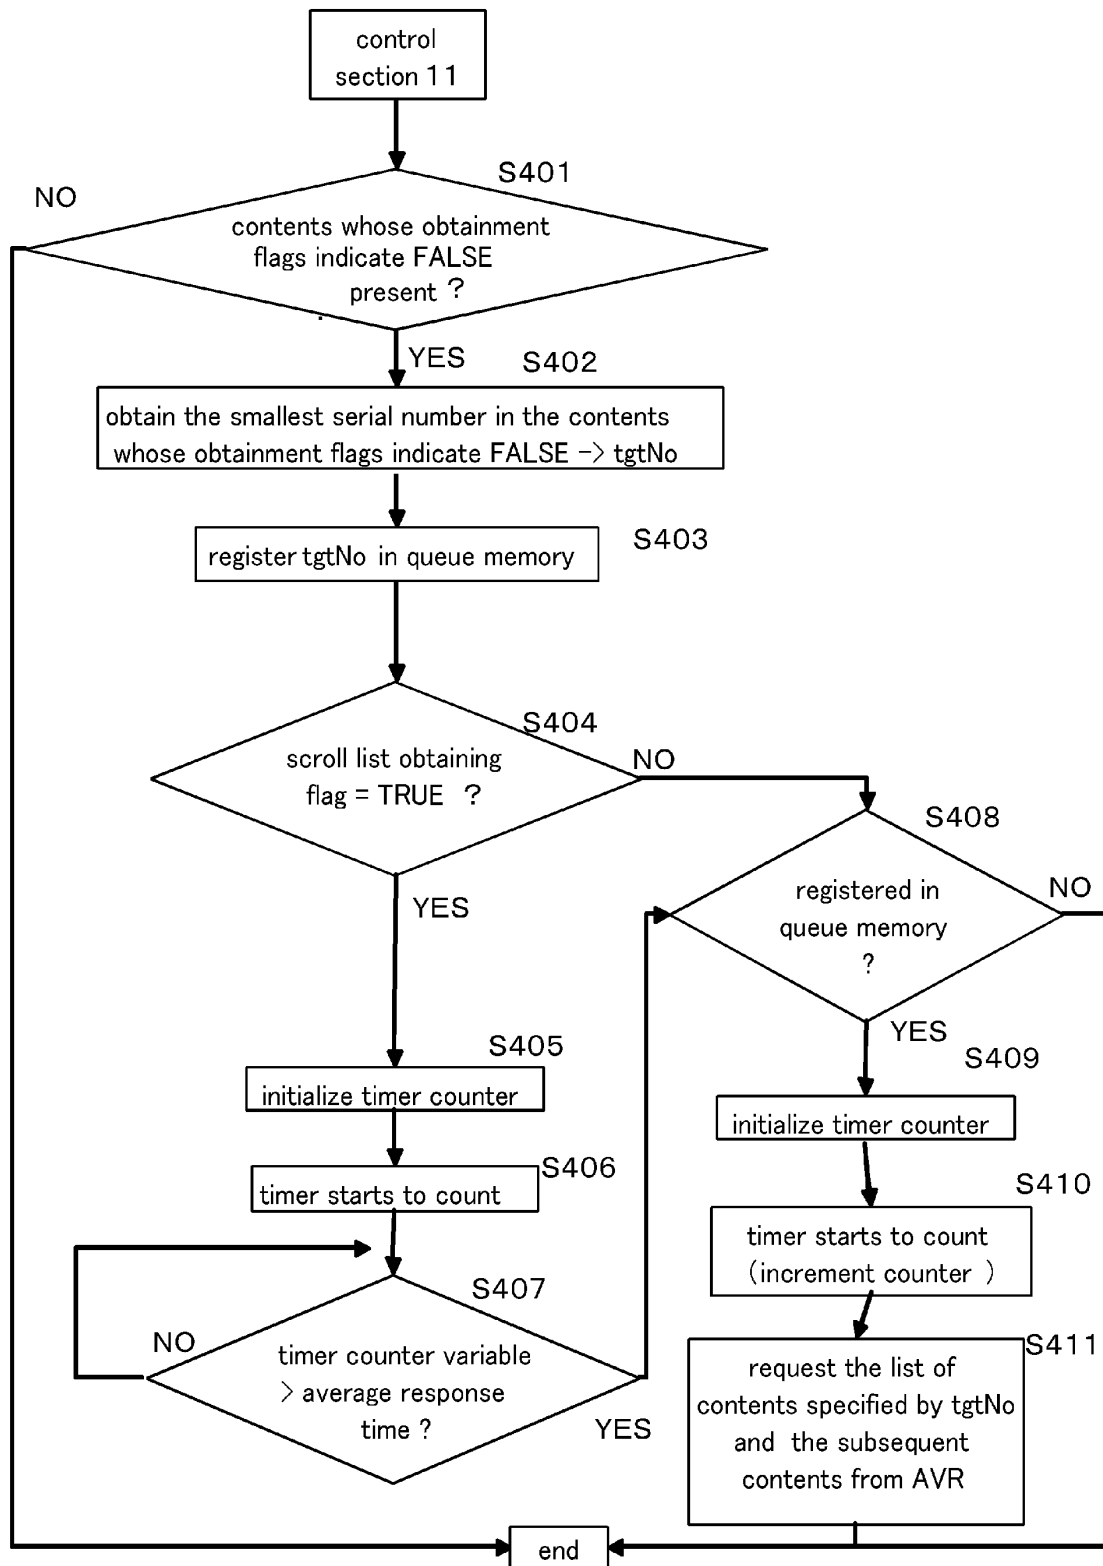 control
section 11
S401
NO
contents whose obtainment
flags indicate FALSE
present ?
YES
S402
obtain the smallest serial number in the contents
whose obtainment flags indicate FALSE -> tgtNo
S403
register tgtNo in queue memory
S404
scroll list obtaining
flag = TRUE ?
NO
YES
S408
registered in
queue memory
?
NO
YES
S405
initialize timer counter
S409
initialize timer counter
S406
timer starts to count
S410
timer starts to count
(increment counter )
S407
NO
timer counter variable
> average response
time ?
YES
S411
request the list of
contents specified by tgtNo
and the subsequent
contents from AVR
end